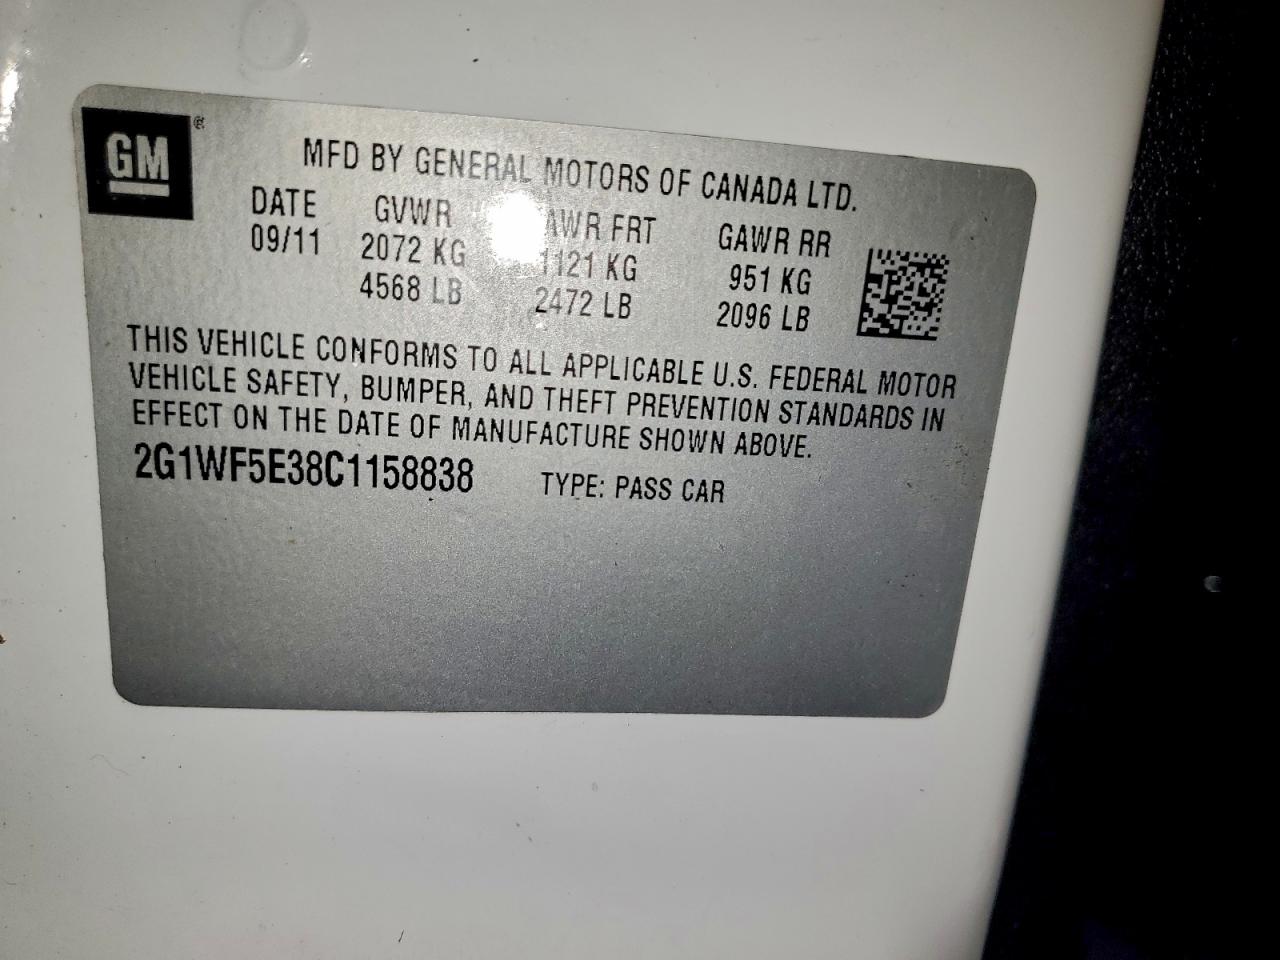 GM
MFD BY GENERAL MOTORS OF CANADA LTD.
DATE GVWR AWR FRT GAWR RR
09/11 2072 KG 1121 KG 951 KG
4568 LB 2472 LB 2096 LB
THIS VEHICLE CONFORMS TO ALL APPLICABLE U.S. FEDERAL MOTOR
VEHICLE SAFETY, BUMPER, AND THEFT PREVENTION STANDARDS IN
EFFECT ON THE DATE OF MANUFACTURE SHOWN ABOVE.
2G1WF5E38C1158838 TYPE: PASS CAR